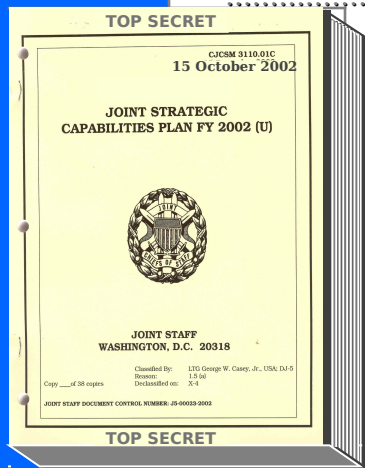 TOP SECRET
CJCSM 3110.01C
15 October 2002
JOINT STRATEGIC
CAPABILITIES PLAN FY 2002 (U)
JOINT
CHIEFS OF STAFF
JOINT STAFF
WASHINGTON, D.C. 20318
Classified By: LTG George W. Casey, Jr., USA; DJ-5
Reason: 1.5 (a)
Copy ___of 38 copies Declassified on: X-4
JOINT STAFF DOCUMENT CONTROL NUMBER: J5-00023-2002
TOP SECRET